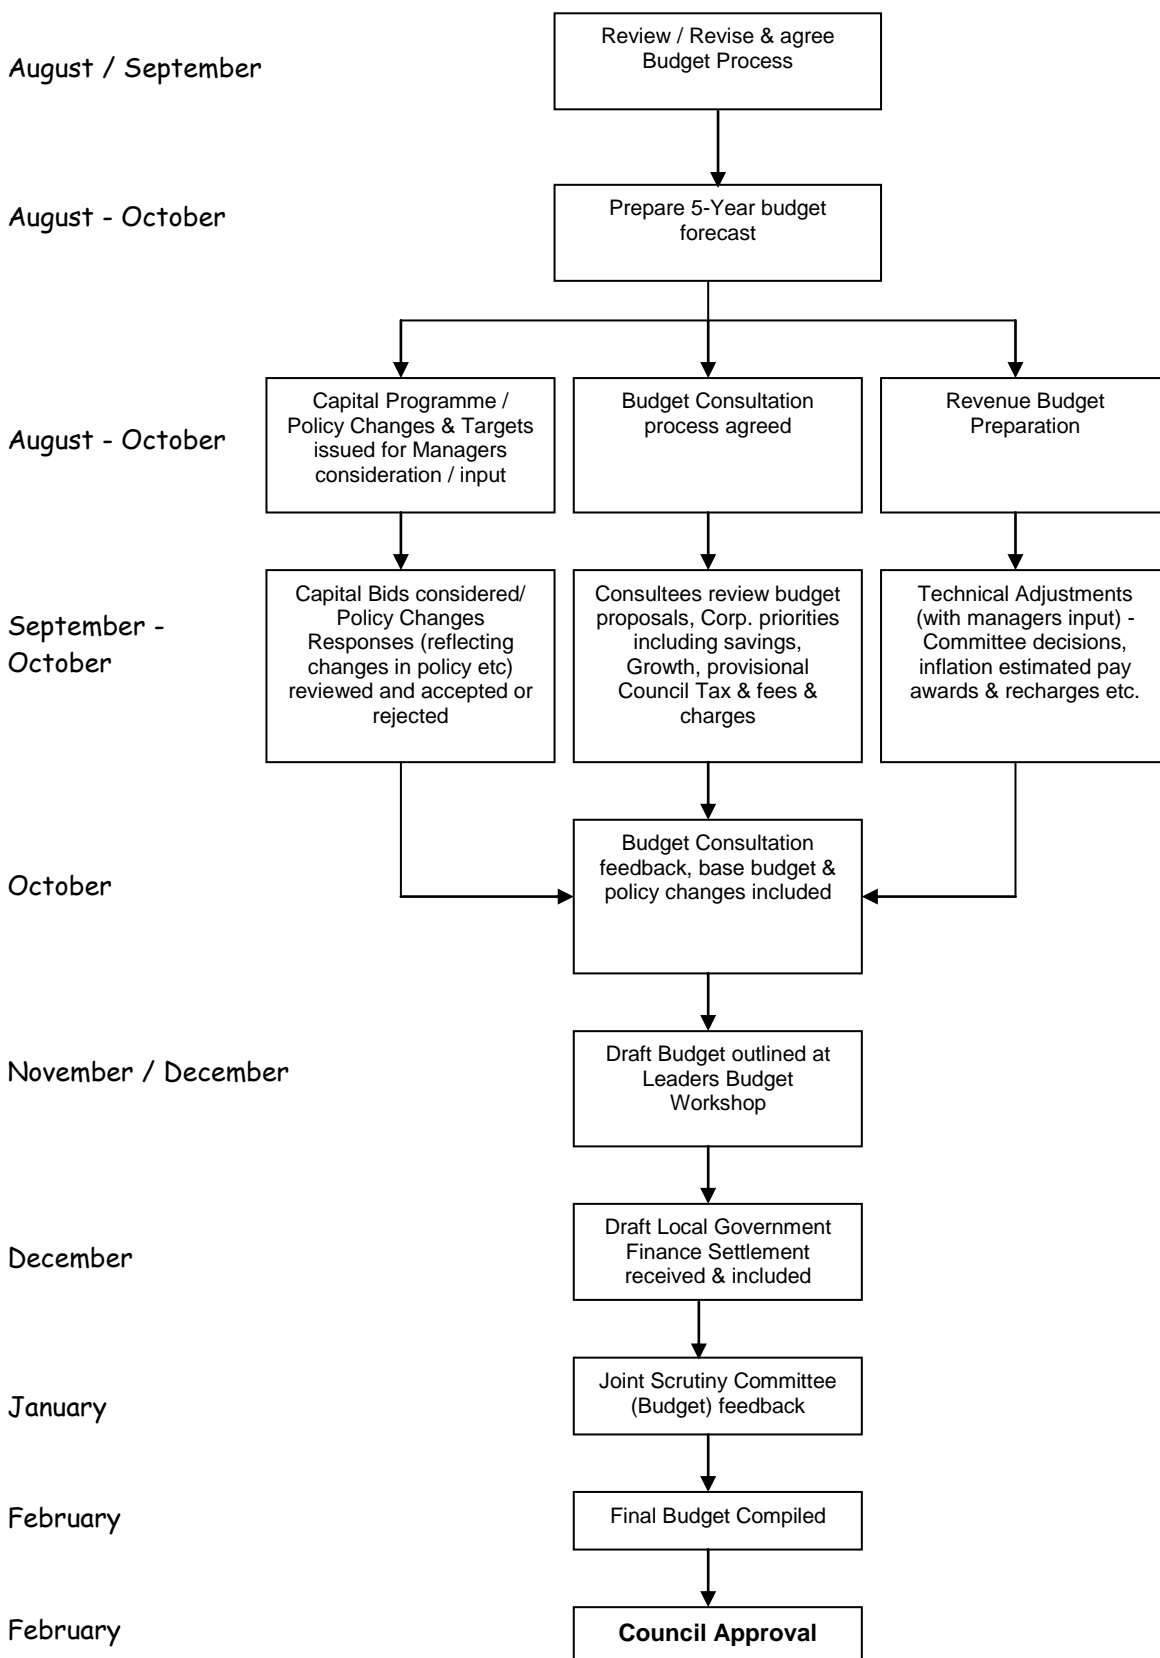 August / September
Review / Revise & agree
Budget Process
August - October
Prepare 5-Year budget
forecast
August - October
Capital Programme /
Policy Changes & Targets
issued for Managers
consideration / input
Budget Consultation
process agreed
Revenue Budget
Preparation
September -
October
Capital Bids considered/
Policy Changes
Responses (reflecting
changes in policy etc)
reviewed and accepted or
rejected
Consultees review budget
proposals, Corp. priorities
including savings,
Growth, provisional
Council Tax & fees &
charges
Technical Adjustments
(with managers input) -
Committee decisions,
inflation estimated pay
awards & recharges etc.
October
Budget Consultation
feedback, base budget &
policy changes included
November / December
Draft Budget outlined at
Leaders Budget
Workshop
December
Draft Local Government
Finance Settlement
received & included
January
Joint Scrutiny Committee
(Budget) feedback
February
Final Budget Compiled
February
Council Approval